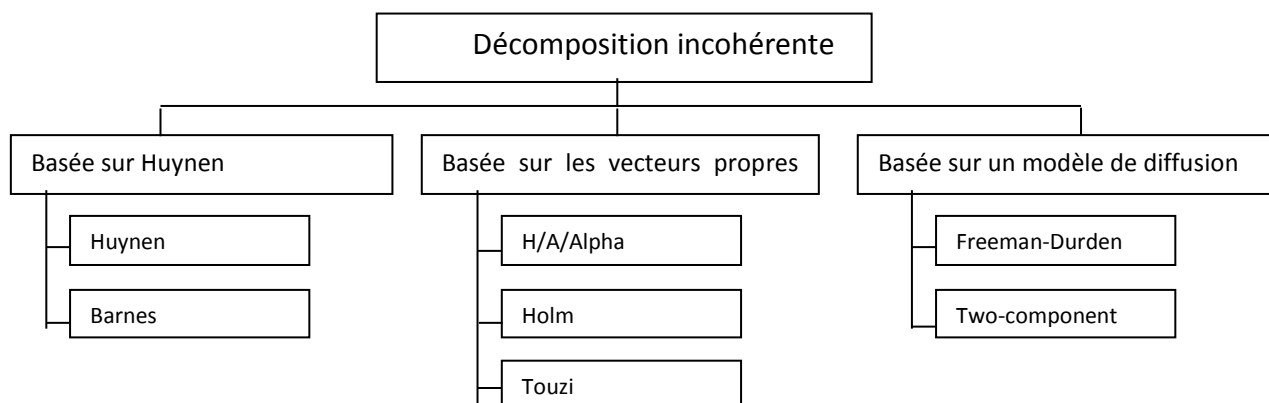 Décomposition incohérente
Basée sur Huynen
Basée sur les vecteurs propres
Basée sur un modèle de diffusion
Huynen
H/A/Alpha
Freeman-Durden
Barnes
Holm
Two-component
Touzi